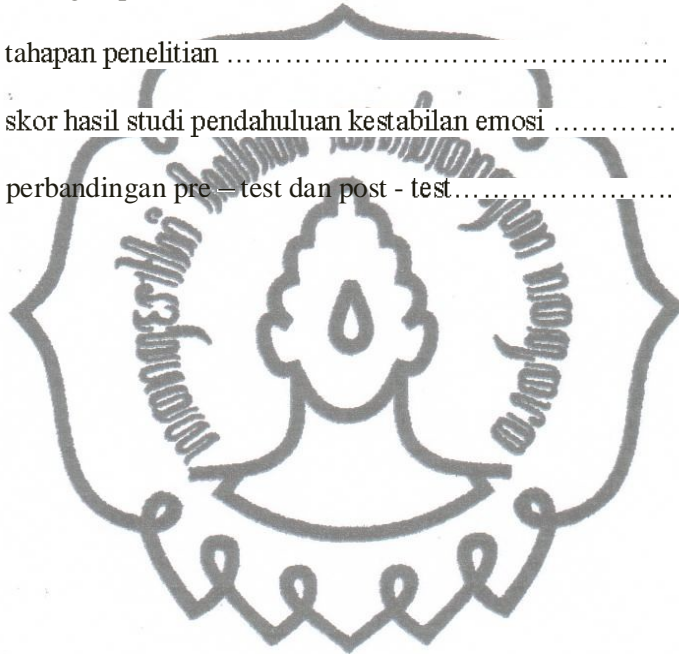 tahapan penelitian ……………………………………...…..
skor hasil studi pendahuluan kestabilan emosi ………….
perbandingan pre – test dan post - test…………………..